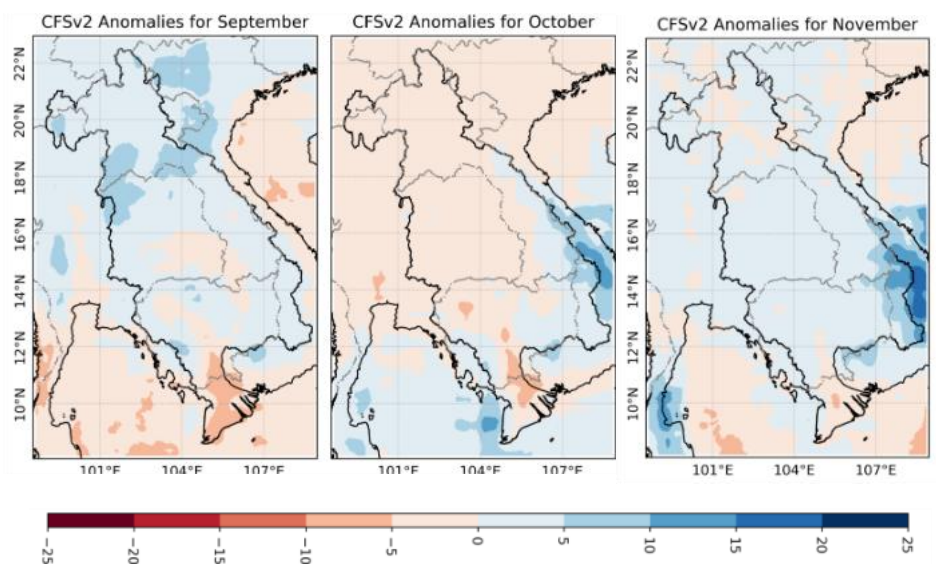 CFSv2 Anomalies for September
CFSv2 Anomalies for October
CFSv2 Anomalies for November
22°N
20°N
18°N
16°N
14°N
12°N
10°N
22°N
20°N
18°N
16°N
14°N
12°N
10°N
22°N
20°N
18°N
16°N
14°N
12°N
10°N
101°E 104°E 107°E
101°E 104°E 107°E
101°E 104°E 107°E
−25 −20 −15 −10 −5 0 5 10 15 20 25